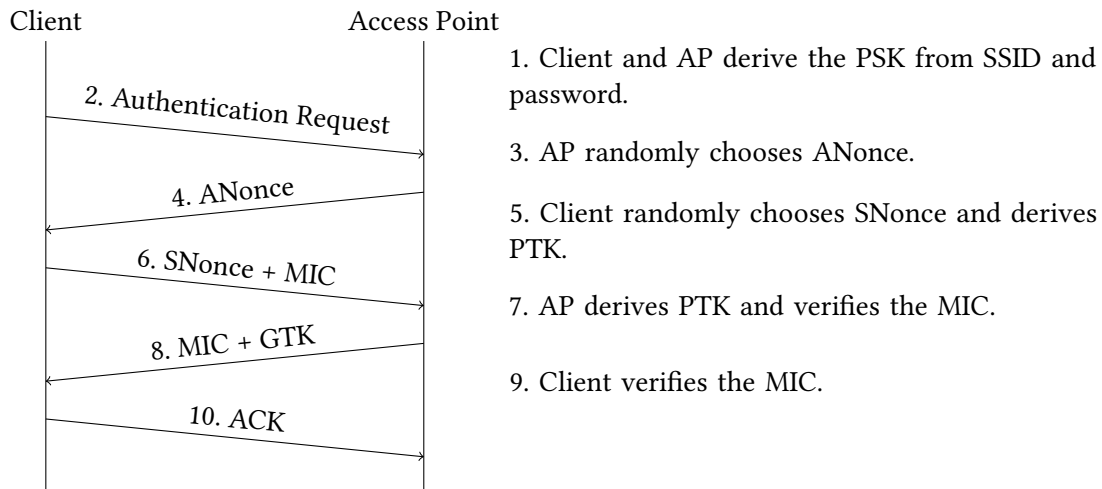 Client
Access Point
1. Client and AP derive the PSK from SSID and
password.
2. Authentication Request
3. AP randomly chooses ANonce.
4. ANonce
5. Client randomly chooses SNonce and derives
PTK.
6. SNonce + MIC
7. AP derives PTK and verifies the MIC.
8. MIC + GTK
9. Client verifies the MIC.
10. ACK